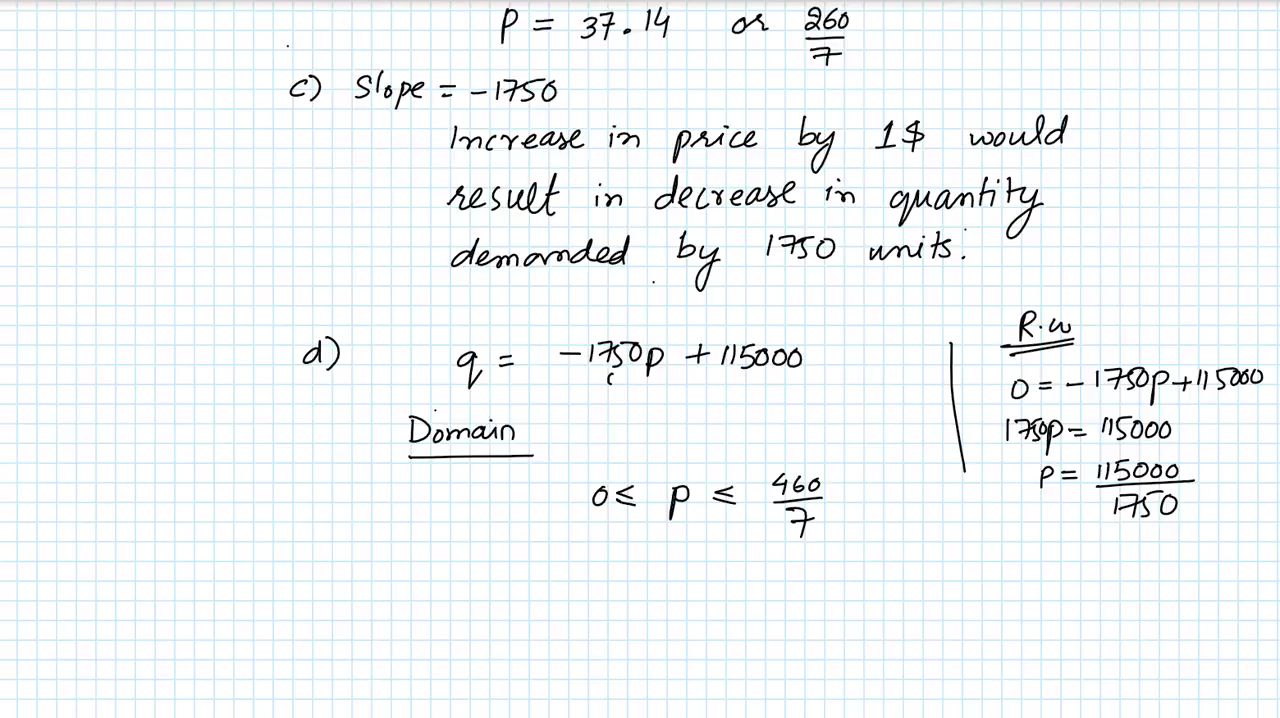 P = 37.14 or 260/7
c) Slope = -1750
Increase in price by 1$ would
result in decrease in quantity
demanded by 1750 units.
d) q = -1750p + 115000
Domain
0 ≤ p ≤ 460/7
R.w
0 = -1750p + 115000
1750p = 115000
p = 115000/1750